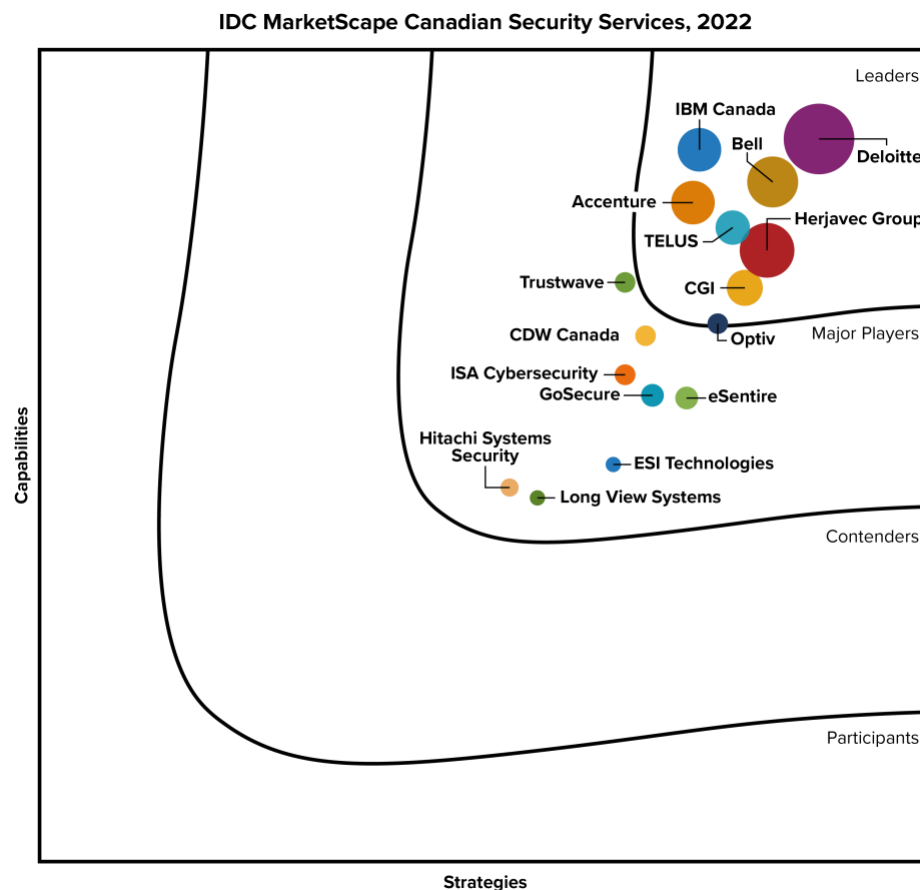 IDC MarketScape Canadian Security Services, 2022
Leaders
IBM Canada
Bell
Deloitte
Accenture
Herjavec Group
TELUS
Trustwave
CGI
Major Players
Optiv
CDW Canada
ISA Cybersecurity
GoSecure
eSentire
Hitachi Systems
Security
ESI Technologies
Long View Systems
Capabilities
Contenders
Participants
Strategies